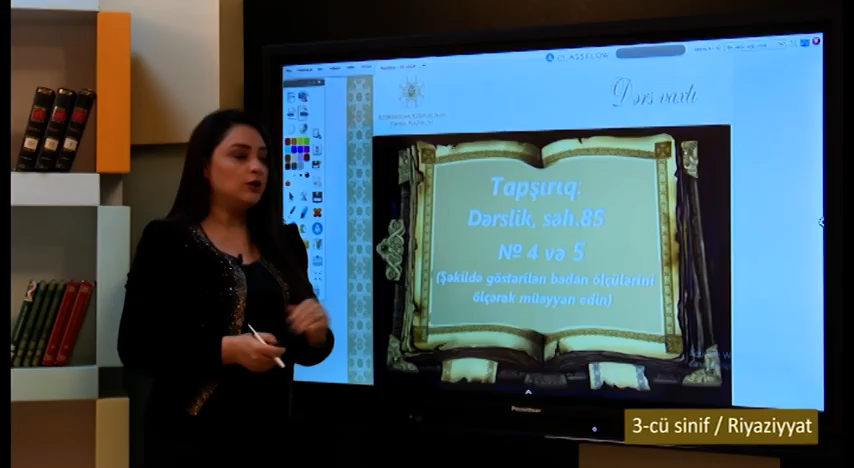 Dərs vaxtı
Tapşırıq:
Dərslik, səh.85
№ 4 və 5
(Şəkildə göstərilən bədən ölçülərini
ölçərək müəyyən edin)
3-cü sinif / Riyaziyyat